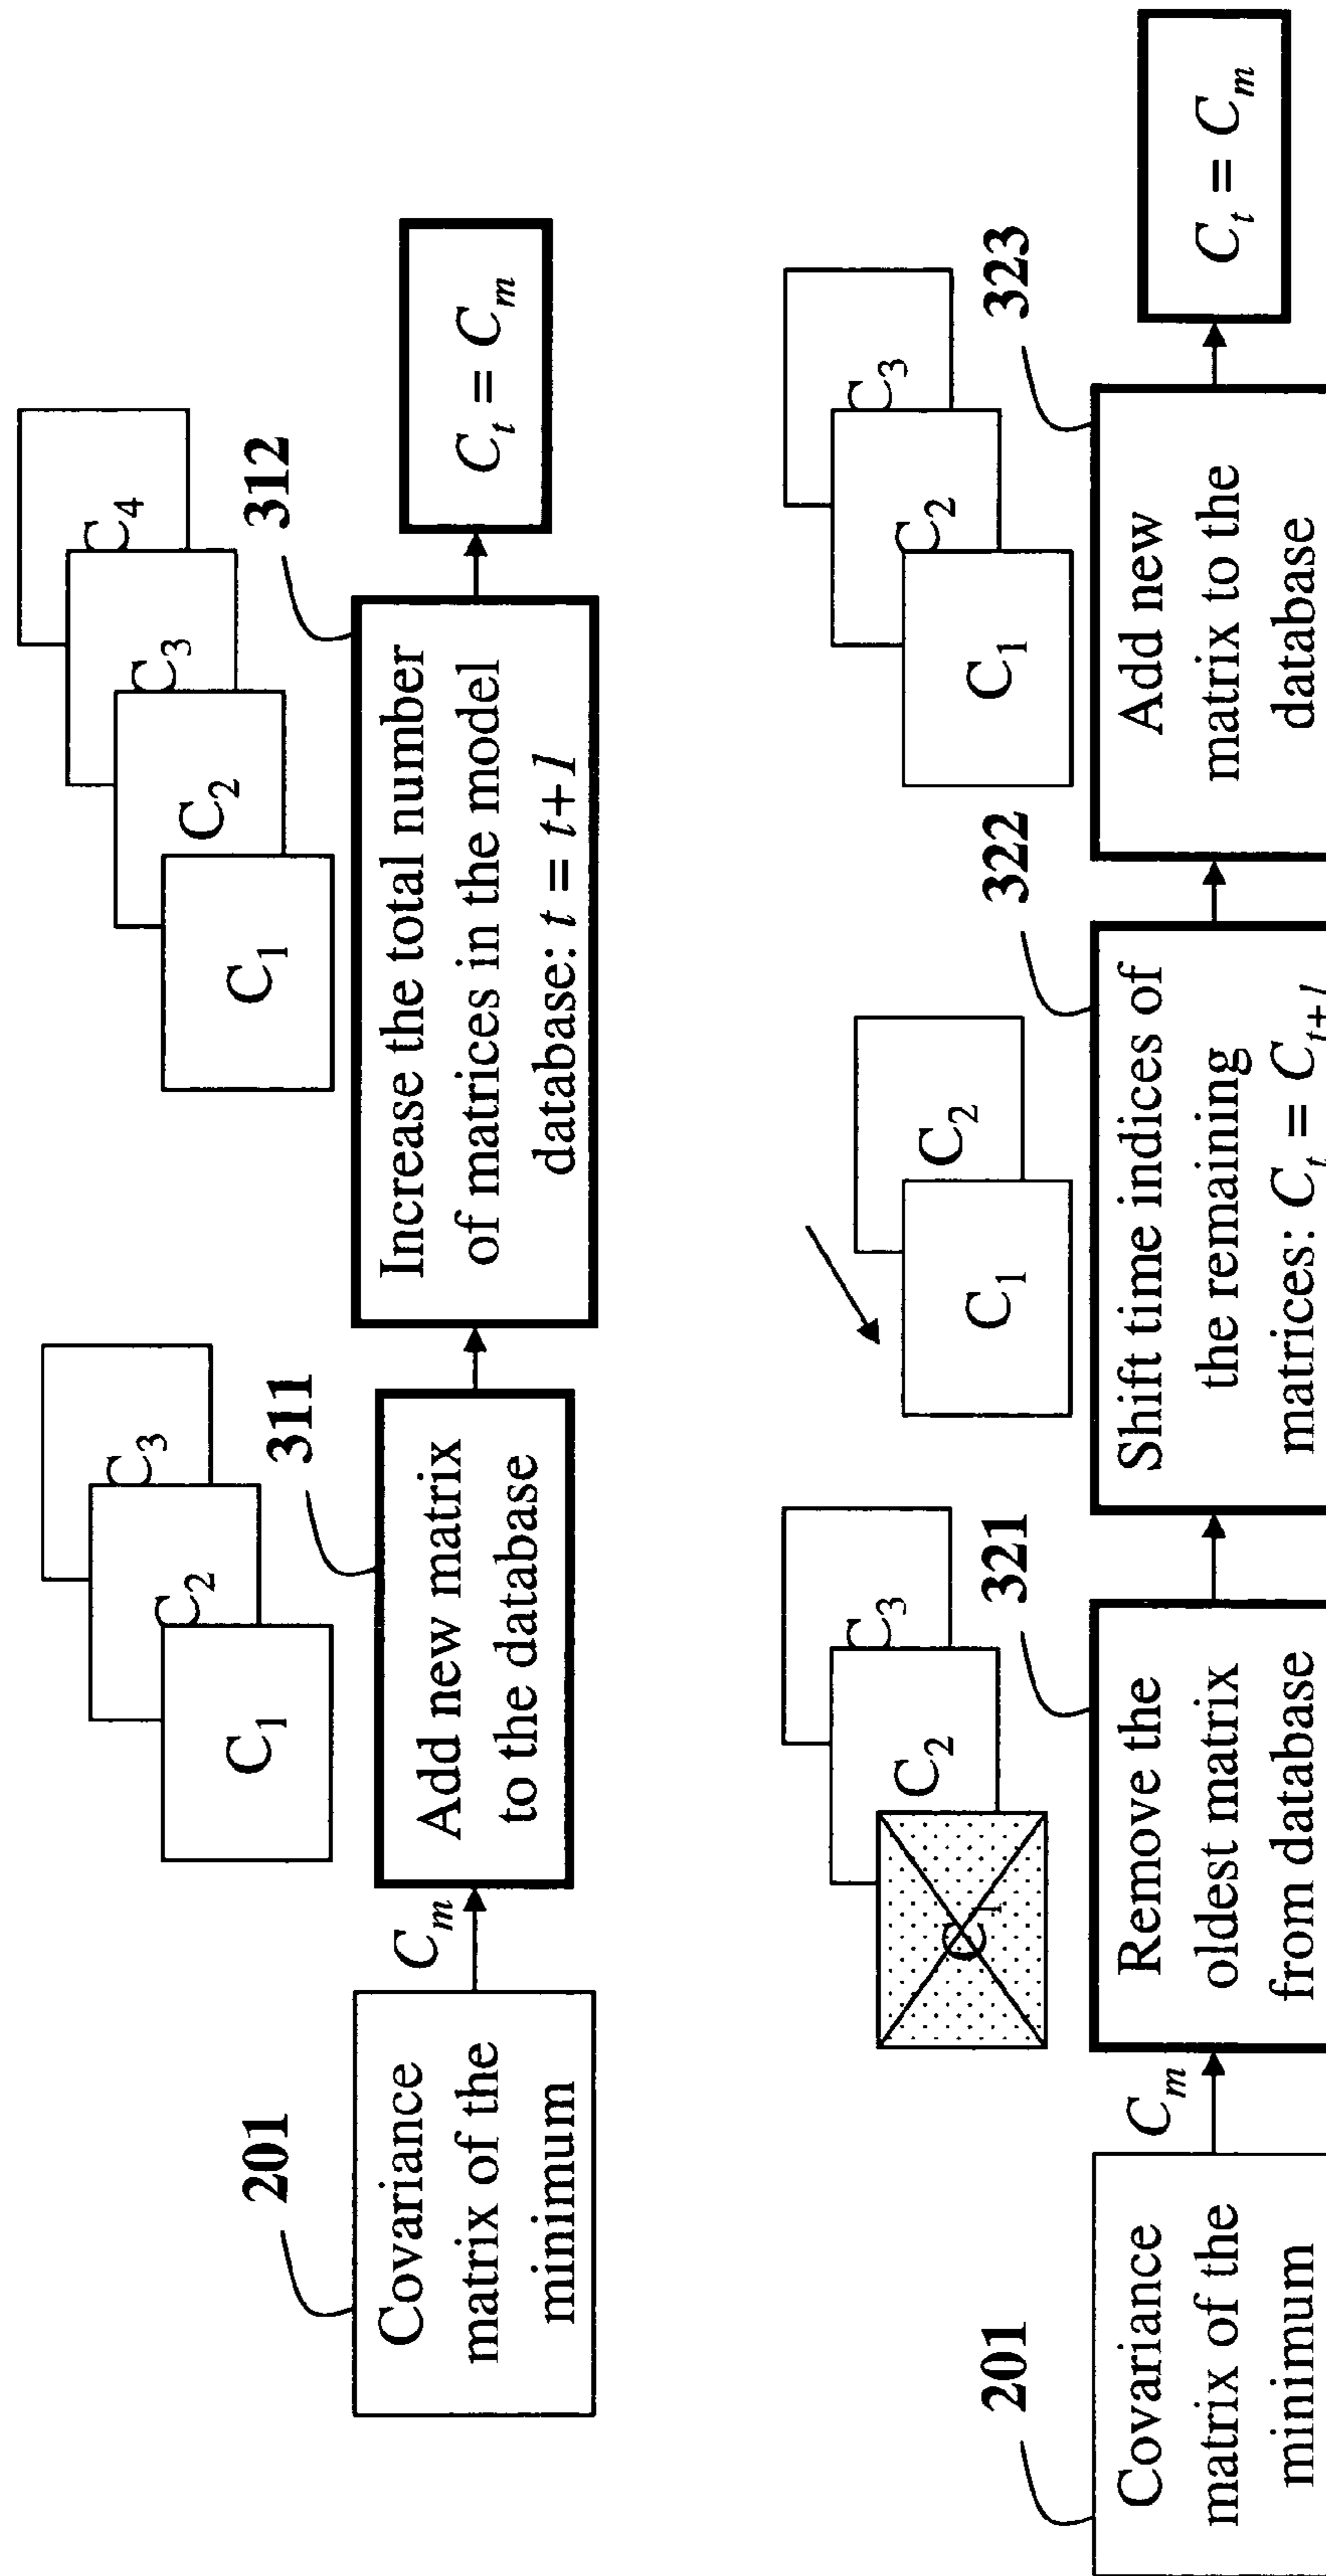 201
Covariance
matrix of the
minimum
C_m
C_1
C_2
C_3
311
Add new matrix
to the database
C_1
C_2
C_3
C_4
312
Increase the total number
of matrices in the model
database: t = t+1
C_t = C_m
201
Covariance
matrix of the
minimum
C_m
C_1
C_2
C_3
321
Remove the
oldest matrix
from database
C_1
C_2
322
Shift time indices of
the remaining
matrices: C_t = C_{t+1}
C_1
C_2
C_3
323
Add new
matrix to the
database
C_t = C_m